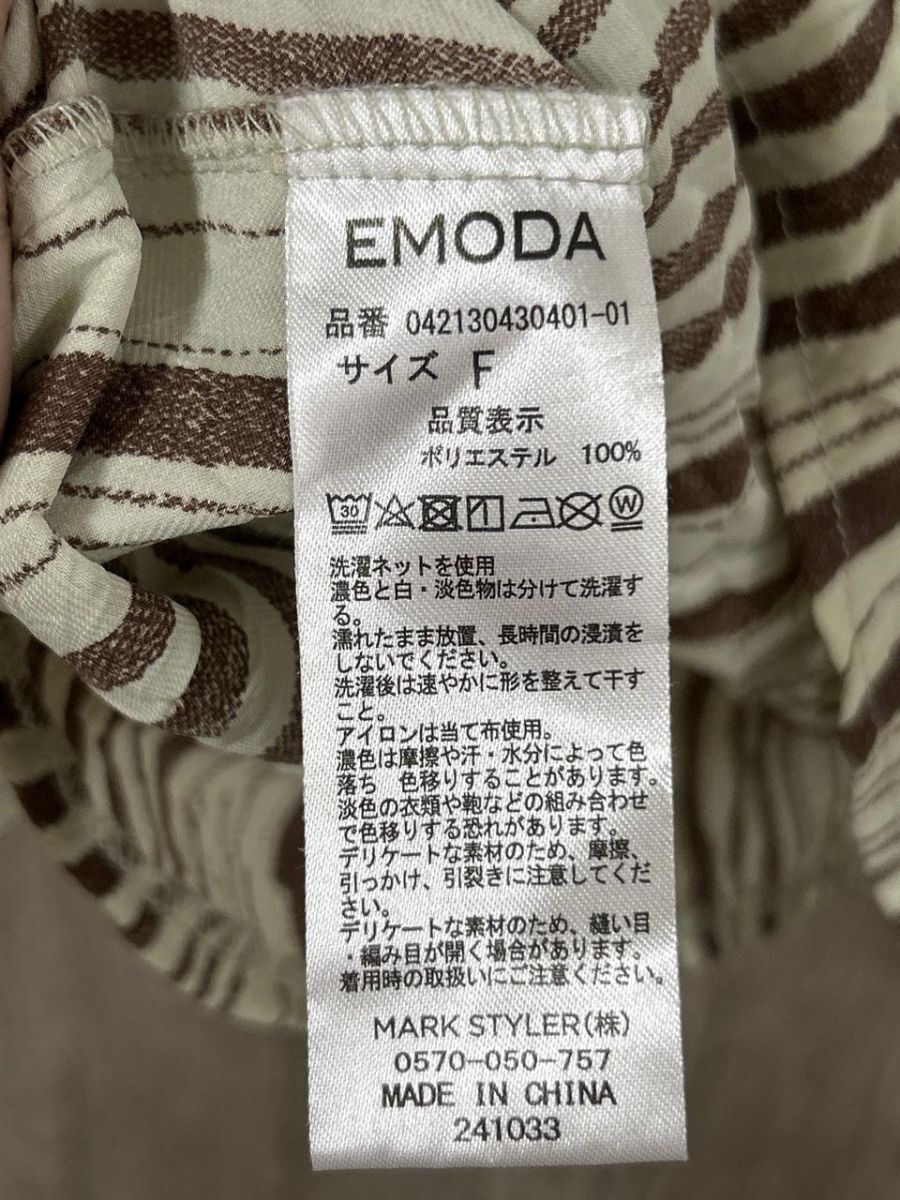 EMODA
品番 042130430401-01
サイズ F
品質表示
ポリエステル 100%
30 W
洗濯ネットを使用
濃色と白・淡色物は分けて洗濯す
る。
濡れたまま放置、長時間の浸漬を
しないでください。
洗濯後は速やかに形を整えて干す
こと。
アイロンは当て布使用。
濃色は摩擦や汗・水分によって色
落ち 色移りすることがあります。
淡色の衣類や鞄などの組み合わせ
で色移りする恐れがあります。
デリケートな素材のため、摩擦、
引っかけ、引裂きに注意してくだ
さい。
デリケートな素材のため、縫い目
・編み目が開く場合があります。
着用時の取扱いにご注意ください。
MARK STYLER(株)
0570-050-757
MADE IN CHINA
241033